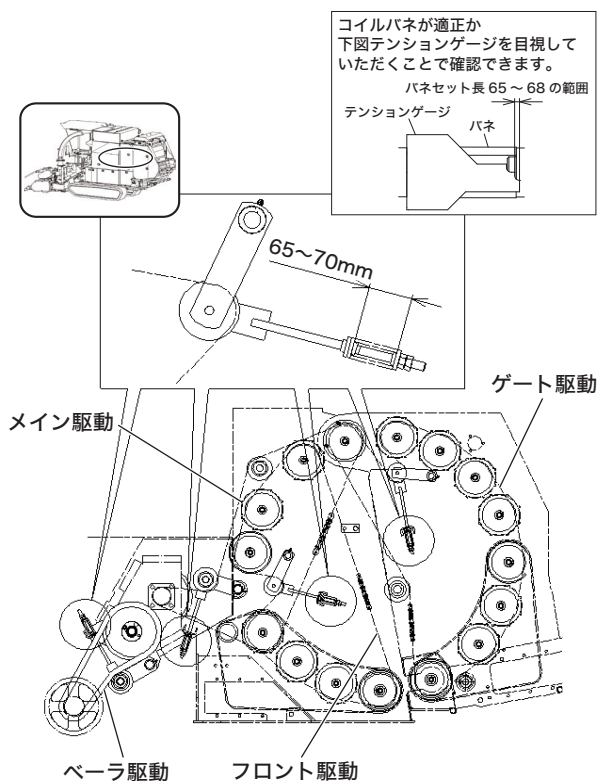 コイルバネが適正か
下図テンションゲージを目視して
いただくことで確認できます。
バネセット長 65 ~ 68 の範囲
テンションゲージ
バネ
65~70mm
ゲート駆動
メイン駆動
ベーラ駆動
フロント駆動